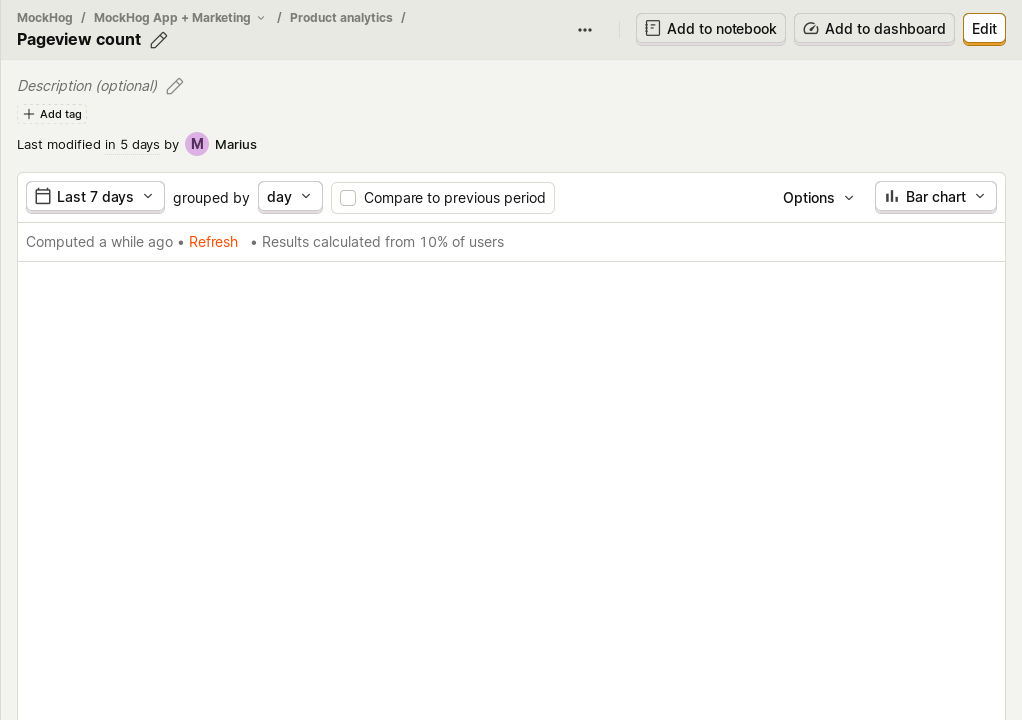 MockHog / MockHog App + Marketing / Product analytics /
Pageview count
Add to notebook
Add to dashboard
Edit
Description (optional)
Add tag
Last modified in 5 days by M Marius
Last 7 days grouped by day Compare to previous period Options Bar chart
Computed a while ago • Refresh • Results calculated from 10% of users